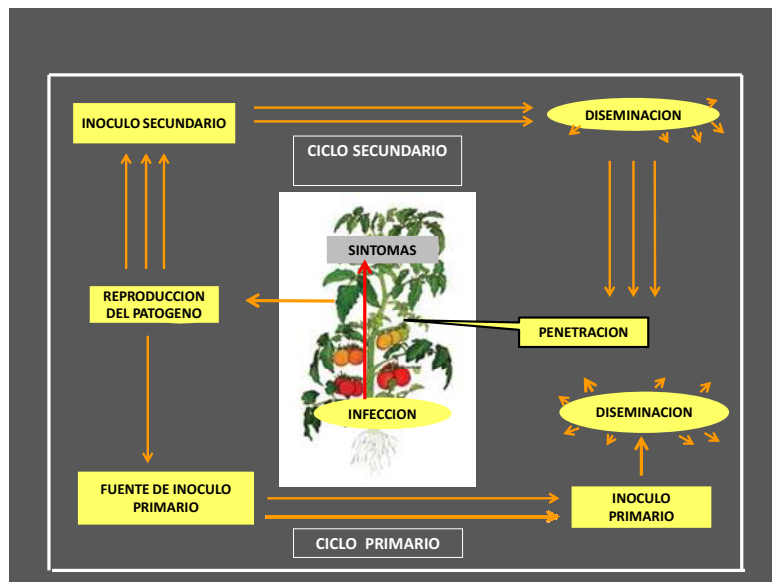 INOCULO SECUNDARIO
DISEMINACION
CICLO SECUNDARIO
SINTOMAS
REPRODUCCION
DEL PATOGENO
PENETRACION
INFECCION
DISEMINACION
FUENTE DE INOCULO
PRIMARIO
INOCULO
PRIMARIO
CICLO PRIMARIO